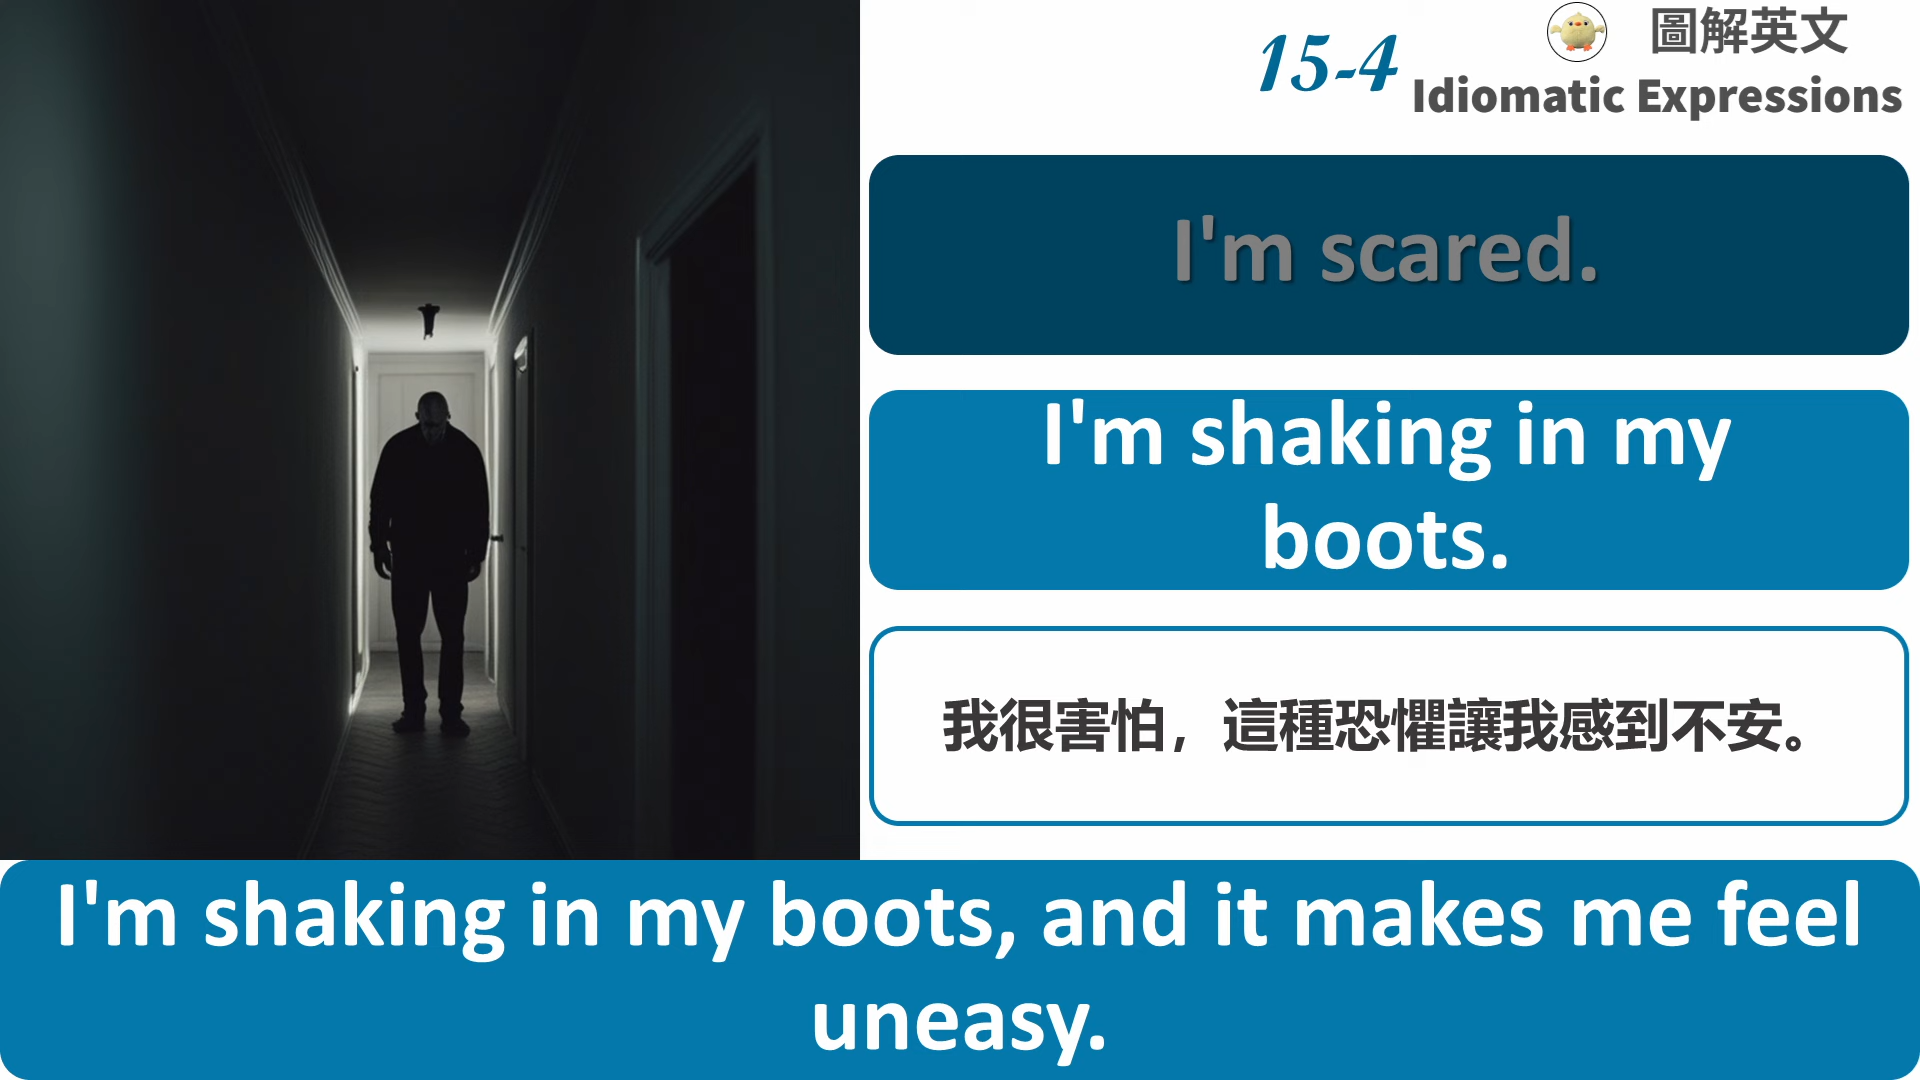 15-4
圖解英文
Idiomatic Expressions
I'm scared.
I'm shaking in my
boots.
我很害怕，這種恐懼讓我感到不安。
I'm shaking in my boots, and it makes me feel
uneasy.